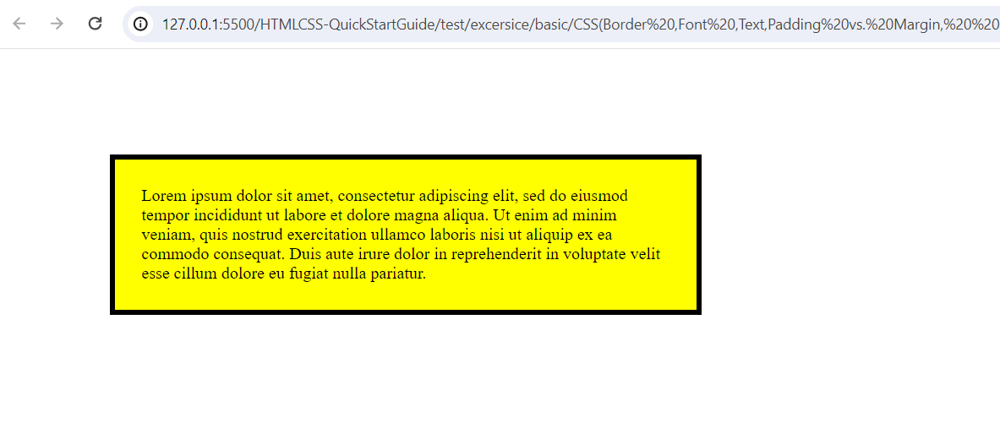 127.0.0.1:5500/HTMLCSS-QuickStartGuide/test/excersice/basic/CSS(Border%20,Font%20,Text,Padding%20vs.%20Margin,%20%20
Lorem ipsum dolor sit amet, consectetur adipiscing elit, sed do eiusmod
tempor incididunt ut labore et dolore magna aliqua. Ut enim ad minim
veniam, quis nostrud exercitation ullamco laboris nisi ut aliquip ex ea
commodo consequat. Duis aute irure dolor in reprehenderit in voluptate velit
esse cillum dolore eu fugiat nulla pariatur.